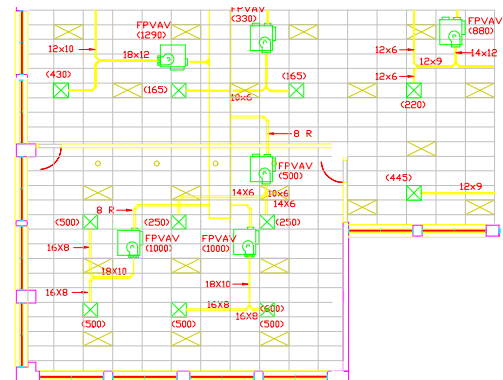 FPVAV
(330)
FPVAV
(1290)
FPVAV
(880)
12x10
18x12
12x6
14x12
12x9
12x6
(430)
(165)
(165)
10x6
(220)
8 R
FPVAV
(500)
(445)
12x9
14X6
10x6
14X6
8 R
(500)
(250)
(250)
FPVAV
(1000)
FPVAV
(1000)
16X8
18X10
18X10
16X8
16X8
16X8
(600)
(500)
(500)
(500)